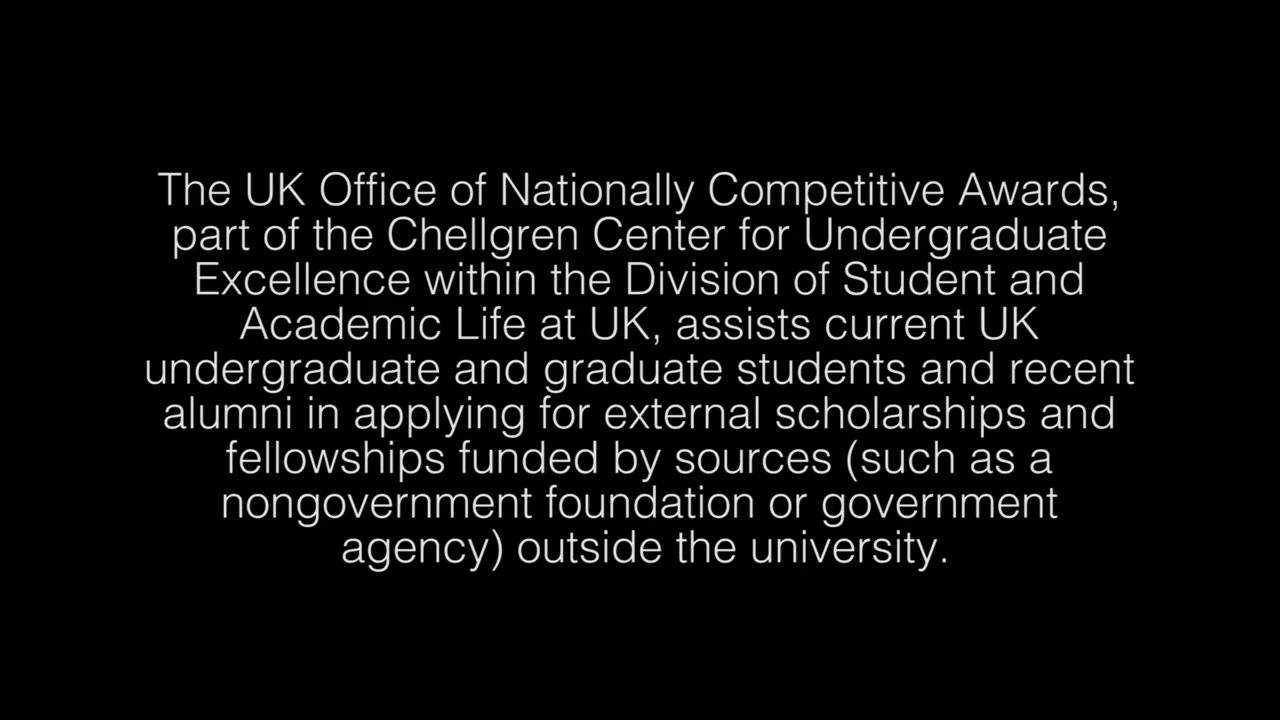 The UK Office of Nationally Competitive Awards,
part of the Chellgren Center for Undergraduate
Excellence within the Division of Student and
Academic Life at UK, assists current UK
undergraduate and graduate students and recent
alumni in applying for external scholarships and
fellowships funded by sources (such as a
nongovernment foundation or government
agency) outside the university.